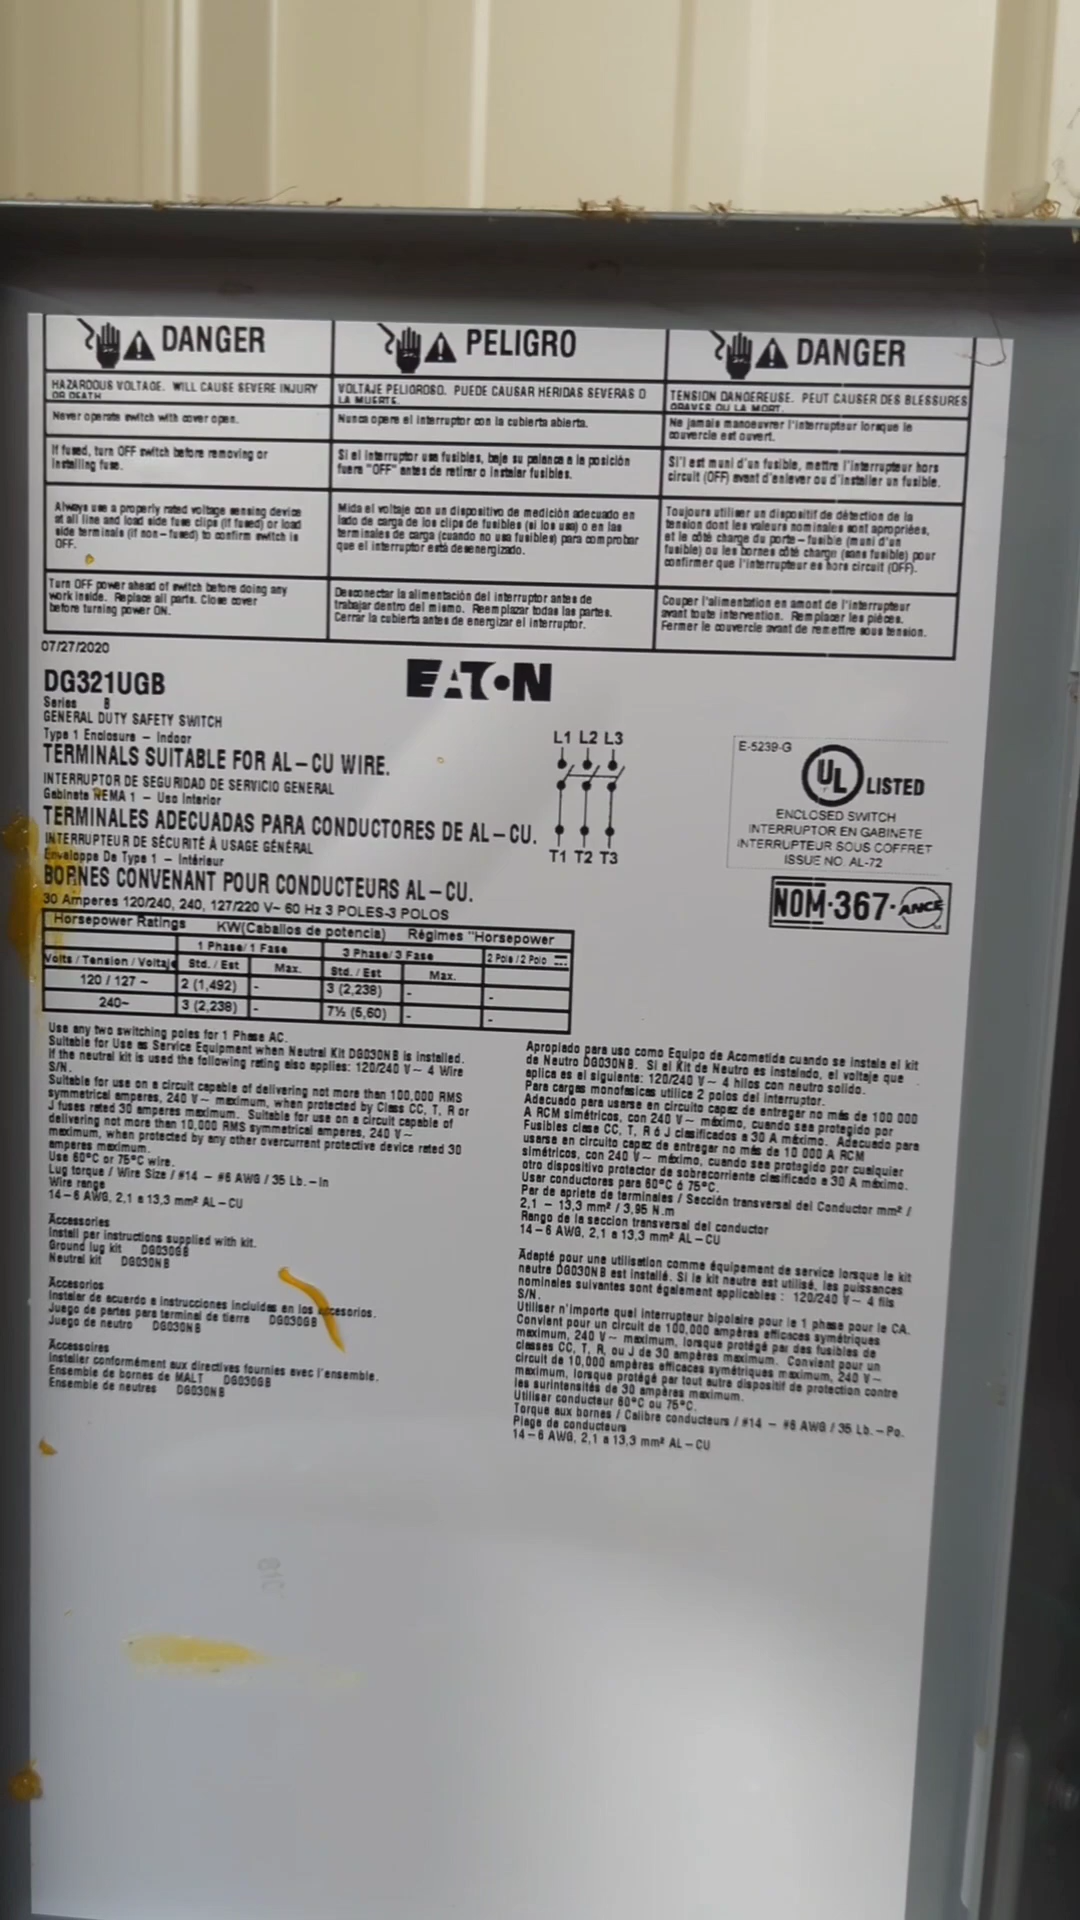 DANGER
HAZARDOUS VOLTAGE. WILL CAUSE SEVERE INJURY
OR DEATH
Never operate switch with cover open.
If fused, turn OFF switch before removing or
installing fuse.
Always use a properly rated voltage sensing device
at all line and load side fuse clips (if fused) or load
side terminals (if non-fused) to confirm switch is
OFF.
Turn OFF power ahead of switch before doing any
work inside. Replace all parts. Close cover
before turning power ON.
PELIGRO
VOLTAJE PELIGROSO. PUEDE CAUSAR HERIDAS SEVERAS O
LA MUERTE.
Nunca opere el interruptor con la cubierta abierta.
Si el interruptor usa fusibles, baje su palanca a la posición
fuera "OFF" antes de retirar o instalar fusibles.
Mida el voltaje con un dispositivo de medición adecuado en
lado de carga de los clips de fusibles (si los usa) o en las
terminales de carga (cuando no usa fusibles) para comprobar
que el interruptor está desenergizado.
Desconectar la alimentación del interruptor antes de
trabajar dentro del mismo. Reemplazar todas las partes.
Cerrar la cubierta antes de energizar el interruptor.
DANGER
TENSION DANGEREUSE. PEUT CAUSER DES BLESSURES
GRAVES OU LA MORT.
Ne jamais manoeuvrer l'interrupteur lorsque le
couvercle est ouvert.
S'il est muni d'un fusible, mettre l'interrupteur hors
circuit (OFF) avant d'enlever ou d'installer un fusible.
Toujours utiliser un dispositif de détection de la
tension dont les valeurs nominales sont appropriées,
et le côté charge du porte-fusible (muni d'un
fusible) ou les bornes côté charge (sans fusible) pour
confirmer que l'interrupteur es hors circuit (OFF).
Couper l'alimentation en amont de l'interrupteur
avant toute intervention. Remplacer les pièces.
Fermer le couvercle avant de remettre sous tension.
07/27/2020
DG321UGB
Series B
GENERAL DUTY SAFETY SWITCH
Type 1 Enclosure – Indoor
TERMINALS SUITABLE FOR AL–CU WIRE.
INTERRUPTOR DE SEGURIDAD DE SERVICIO GENERAL
Gabinete NEMA 1 – Uso Interior
TERMINALES ADECUADAS PARA CONDUCTORES DE AL–CU.
INTERRUPTEUR DE SÉCURITÉ À USAGE GÉNÉRAL
Enveloppe De Type 1 – Intérieur
BORNES CONVENANT POUR CONDUCTEURS AL–CU.
30 Amperes 120/240, 240, 127/220 V~ 60 Hz 3 POLES-3 POLOS
EATON
L1 L2 L3
T1 T2 T3
E-5239-G
UL LISTED
ENCLOSED SWITCH
INTERRUPTOR EN GABINETE
INTERRUPTEUR SOUS COFFRET
ISSUE NO. AL-72
NOM-367-ANCE
Horsepower Ratings KW(Caballos de potencia) Régimes "Horsepower
1 Phase/1 Fase 3 Phase/3 Fase 2 Pole/2 Polo
Volts/Tension/Voltaje Std./Est Max. Std./Est Max.
120/127~ 2 (1,492) - 3 (2,238) - -
240~ 3 (2,238) - 7½ (5,60) - -
Use any two switching poles for 1 Phase AC.
Suitable for Use as Service Equipment when Neutral Kit DG030NB is installed.
If the neutral kit is used the following rating also applies: 120/240 V~ 4 Wire
S/N.
Suitable for use on a circuit capable of delivering not more than 100,000 RMS
symmetrical amperes, 240 V~ maximum, when protected by Class CC, T, R or
J fuses rated 30 amperes maximum. Suitable for use on a circuit capable of
delivering not more than 10,000 RMS symmetrical amperes, 240 V~
maximum, when protected by any other overcurrent protective device rated 30
amperes maximum.
Use 60°C or 75°C wire.
Lug torque / Wire Size / #14 – #6 AWG / 35 Lb.–In
Wire range
14–6 AWG, 2,1 a 13,3 mm² AL–CU
Accessories
Install per instructions supplied with kit.
Ground lug kit DG030GB
Neutral kit DG030NB
Accesorios
Instalar de acuerdo a instrucciones incluidas en los accesorios.
Juego de partes para terminal de tierra DG030GB
Juego de neutro DG030NB
Accessoires
Installer conformément aux directives fournies avec l'ensemble.
Ensemble de bornes de MALT DG030GB
Ensemble de neutres DG030NB
Apropiado para uso como Equipo de Acometida cuando se instala el kit
de Neutro DG030NB. Si el Kit de Neutro es instalado, el voltaje que
aplica es el siguiente: 120/240 V~ 4 hilos con neutro solido.
Para cargas monofasicas utilice 2 polos del interruptor.
Adecuado para usarse en circuito capaz de entregar no más de 100 000
A RCM simétricos, con 240 V~ máximo, cuando sea protegido por
Fusibles clase CC, T, R ó J clasificados a 30 A máximo. Adecuado para
usarse en circuito capaz de entregar no más de 10 000 A RCM
simétricos, con 240 V~ máximo, cuando sea protagido por cualquier
otro dispositivo protector de sobrecorriente clasificado a 30 A máximo.
Usar conductores para 60°C ó 75°C.
Par de apriete de terminales / Sección transversal del Conductor mm² /
2,1 – 13,3 mm² / 3,95 N.m
Rango de la seccion transversal del conductor
14–6 AWG, 2,1 a 13,3 mm² AL–CU
Adapté pour une utilisation comme équipement de service lorsque le kit
neutre DG030NB est installé. Si le kit neutre est utilisé, les puissances
nominales suivantes sont également applicables : 120/240 V~ 4 fils
S/N.
Utiliser n'importe quel interrupteur bipolaire pour le 1 phase pour le CA.
Convient pour un circuit de 100,000 ampères efficaces symétriques
maximum, 240 V~ maximum, lorsque protégé par des fusibles de
classes CC, T, R, ou J de 30 ampères maximum. Convient pour un
circuit de 10,000 ampères efficaces symétriques maximum, 240 V~
maximum, lorsque protégé par tout autre dispositif de protection contre
les surintensités de 30 ampères maximum.
Utiliser conducteur 60°C ou 75°C.
Torque aux bornes / Calibre conducteurs / #14 – #6 AWG / 35 Lb.–Po.
Plage de conducteurs
14–6 AWG, 2,1 a 13,3 mm² AL–CU